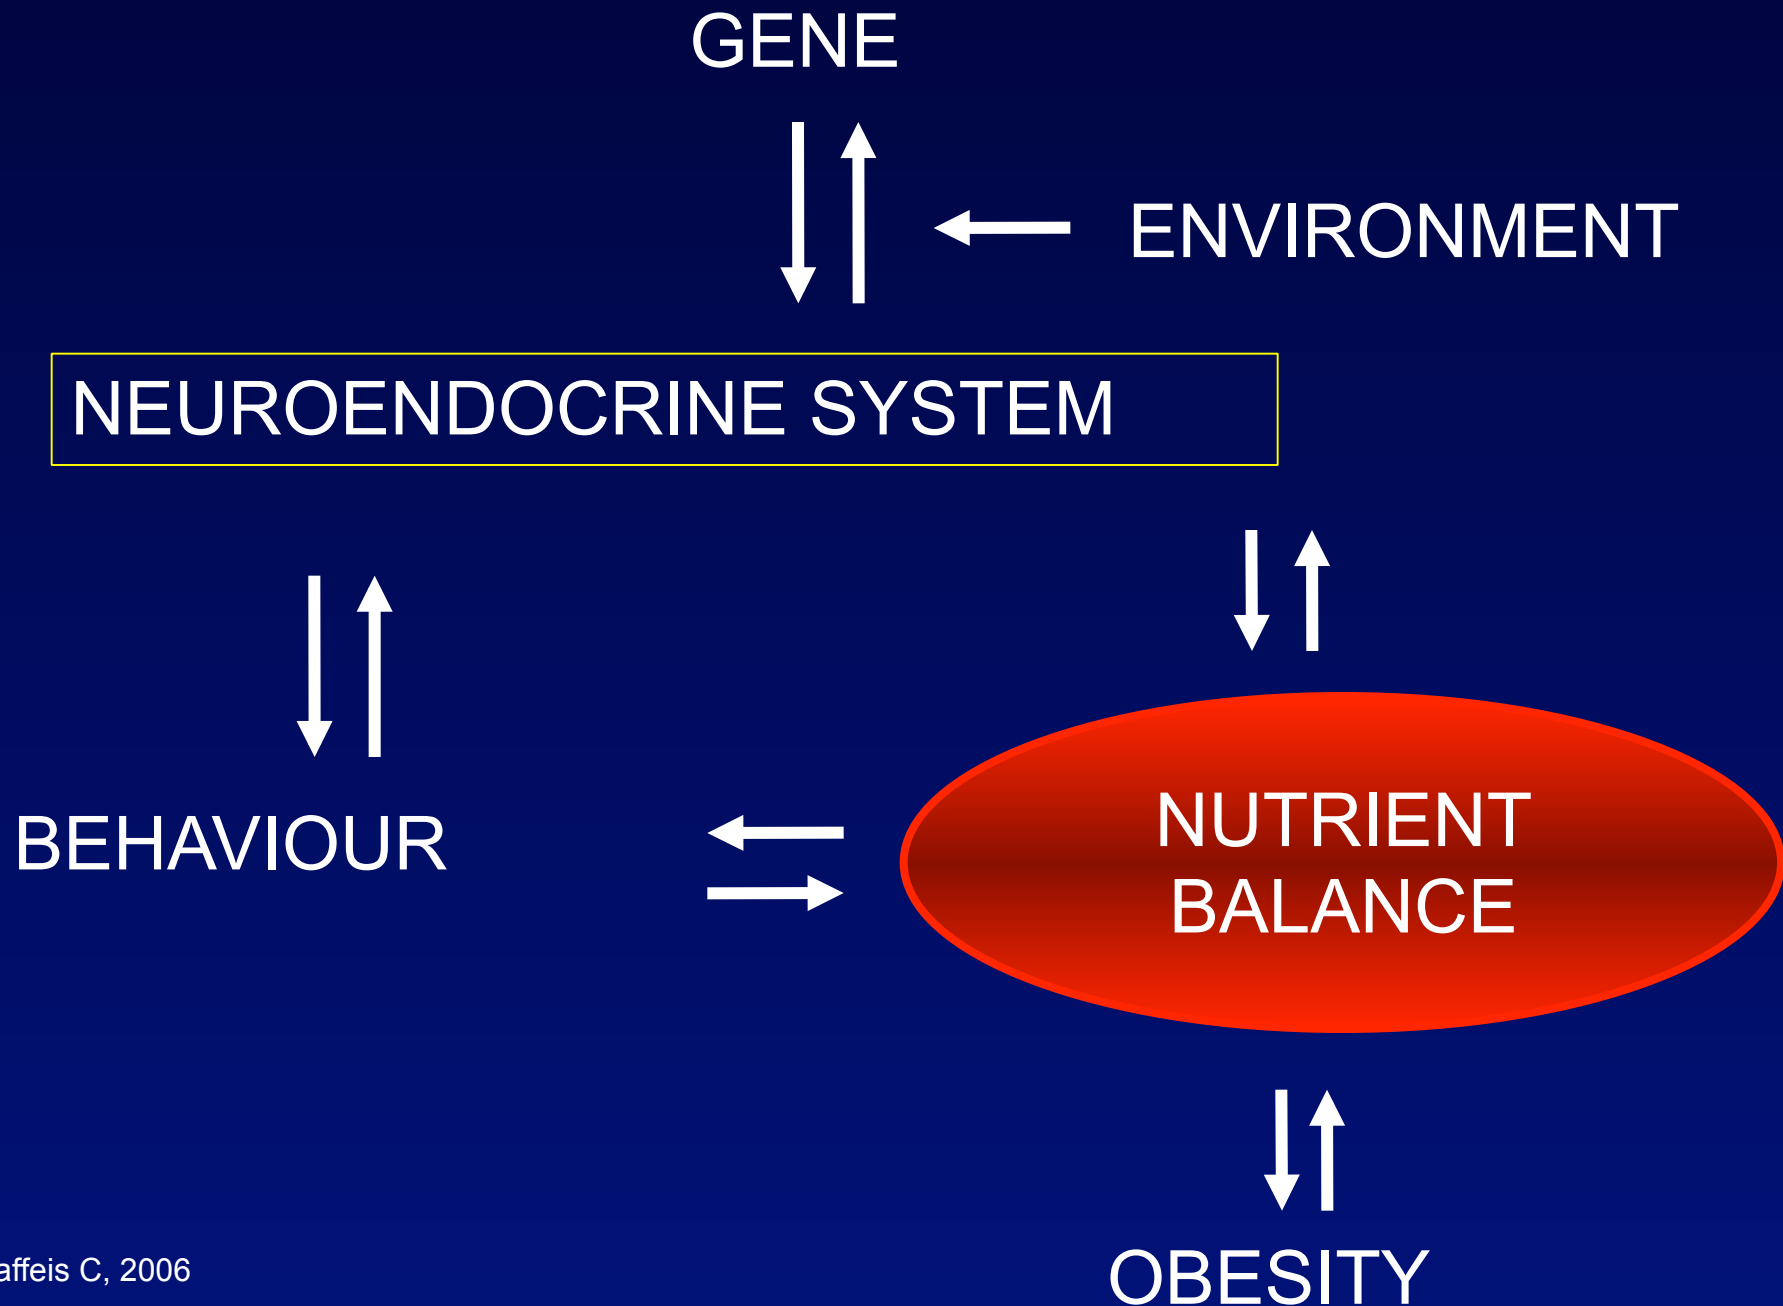 GENE
ENVIRONMENT
NEUROENDOCRINE SYSTEM
BEHAVIOUR
NUTRIENT
BALANCE
OBESITY
affeis C, 2006